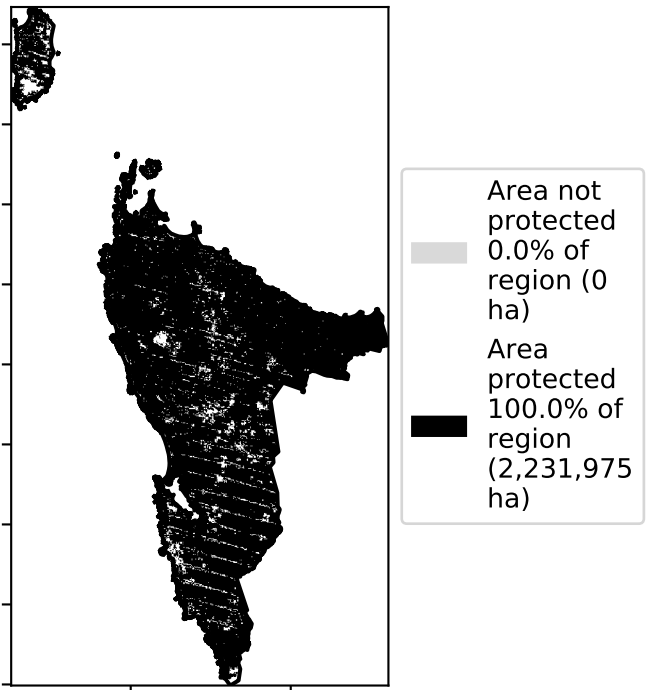 Area not
protected
0.0% of
region (0
ha)
Area
protected
100.0% of
region
(2,231,975
ha)